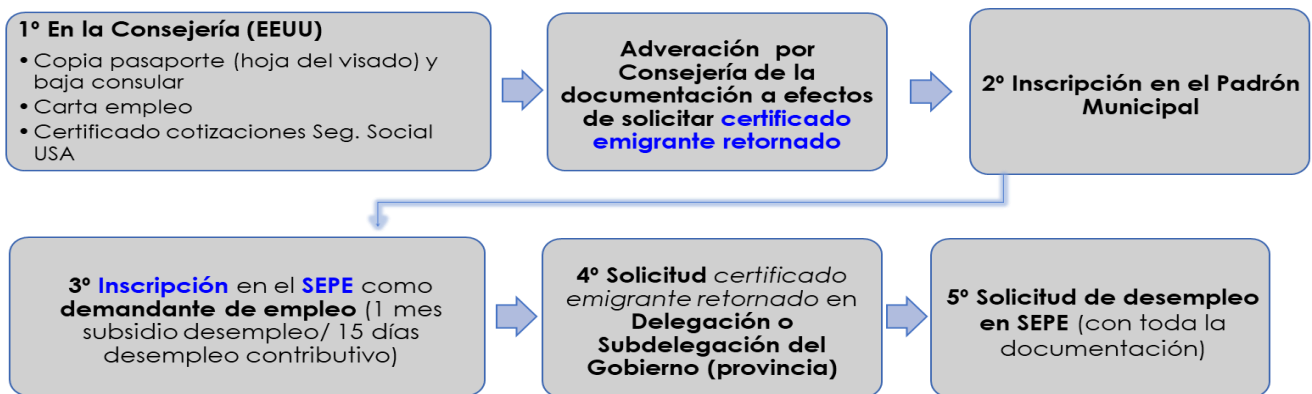 1º En la Consejería (EEUU)
• Copia pasaporte (hoja del visado) y
baja consular
• Carta empleo
• Certificado cotizaciones Seg. Social
USA
Adveración por
Consejería de la
documentación a efectos
de solicitar certificado
emigrante retornado
2º Inscripción en el Padrón
Municipal
3º Inscripción en el SEPE como
demandante de empleo (1 mes
subsidio desempleo/ 15 días
desempleo contributivo)
4º Solicitud certificado
emigrante retornado en
Delegación o
Subdelegación del
Gobierno (provincia)
5º Solicitud de desempleo
en SEPE (con toda la
documentación)